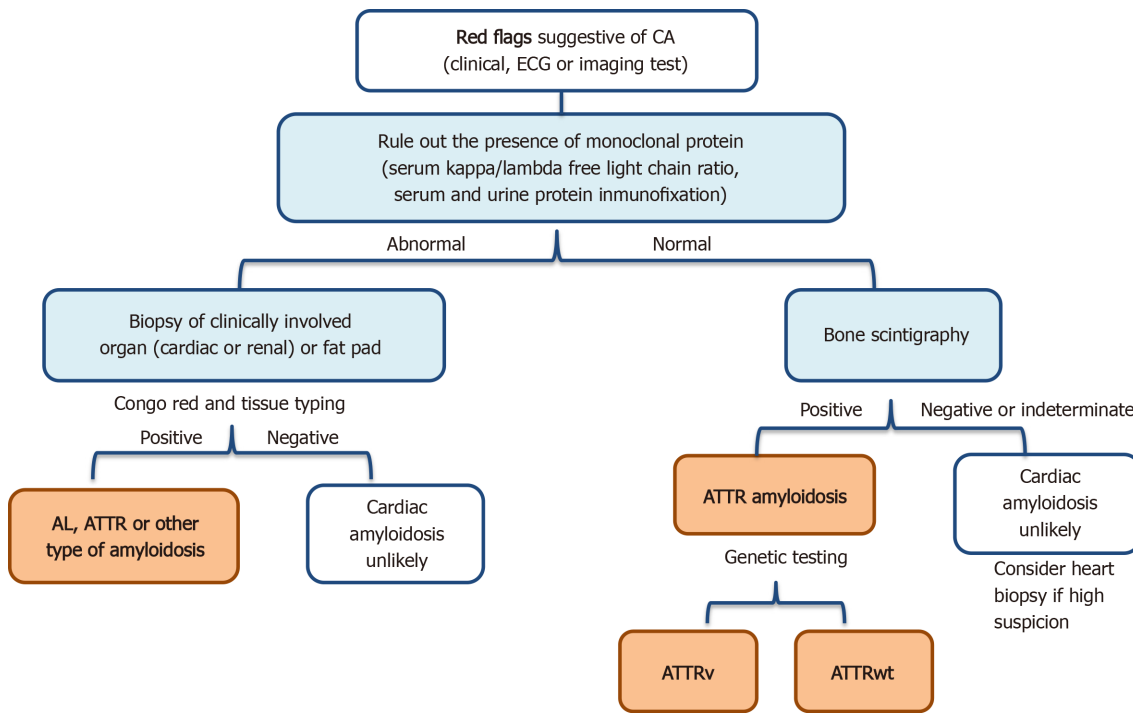 Red flags suggestive of CA
(clinical, ECG or imaging test)
Rule out the presence of monoclonal protein
(serum kappa/lambda free light chain ratio,
serum and urine protein inmunofixation)
Abnormal
Normal
Biopsy of clinically involved
organ (cardiac or renal) or fat pad
Bone scintigraphy
Congo red and tissue typing
Positive
Negative
Positive
Negative or indeterminate
AL, ATTR or other
type of amyloidosis
Cardiac
amyloidosis
unlikely
ATTR amyloidosis
Cardiac
amyloidosis
unlikely
Genetic testing
Consider heart
biopsy if high
suspicion
ATTRv
ATTRwt